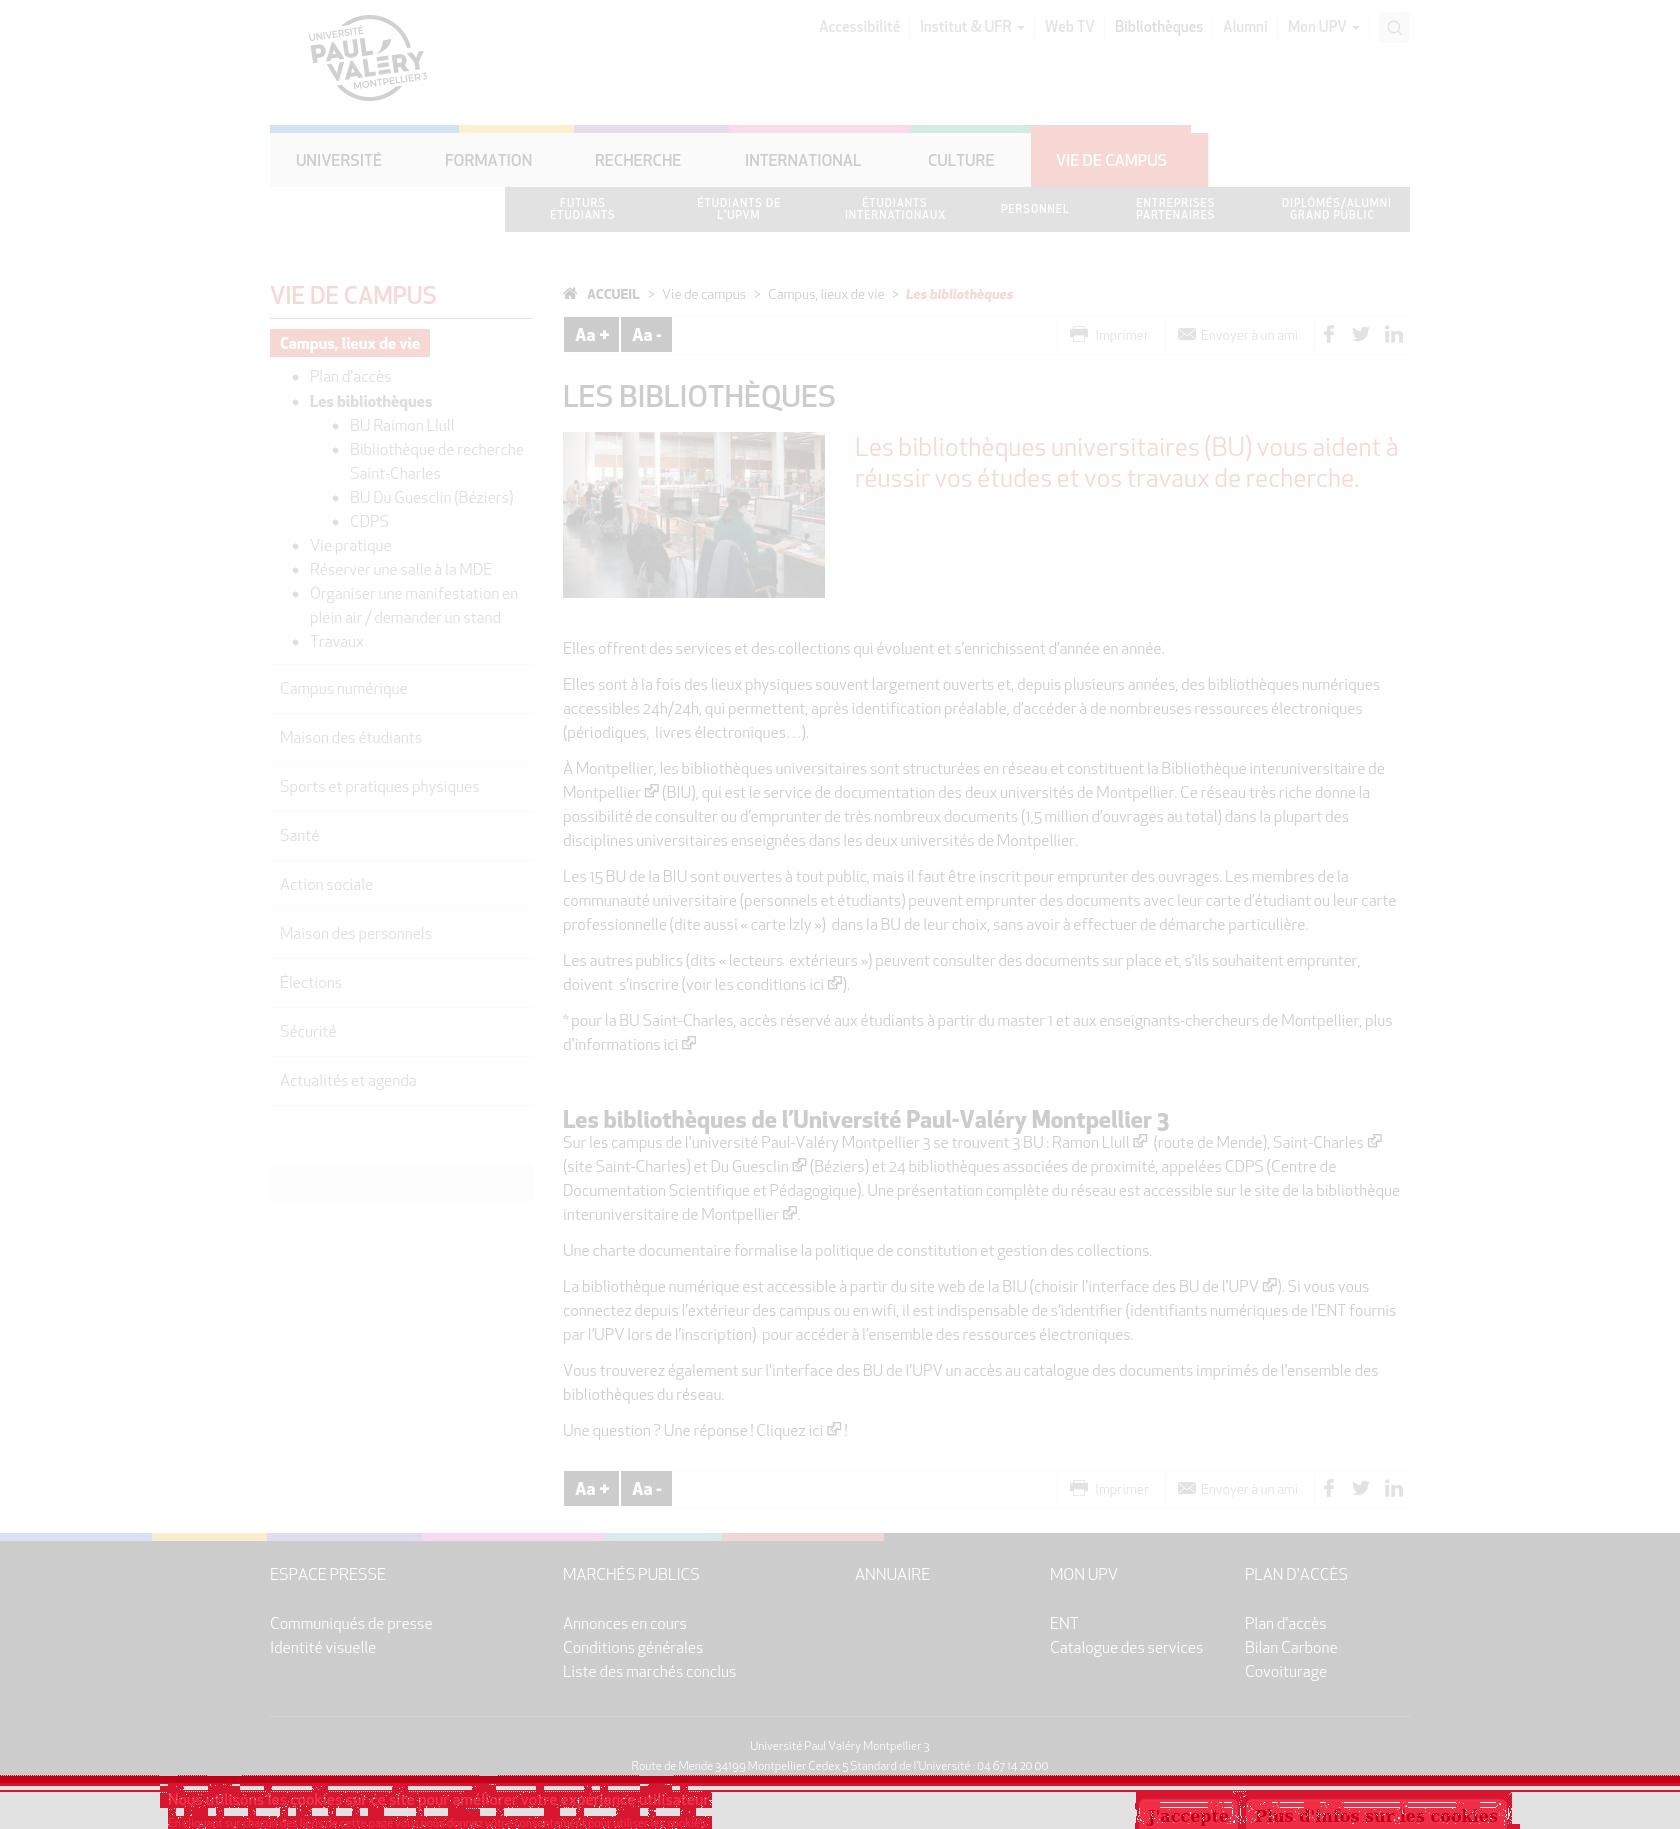 UNIVERSITÉ
PAUL
VALÉRY
MONTPELLIER 3
Accessibilité
Institut & UFR
Web TV
Bibliothèques
Alumni
Mon UPV
UNIVERSITÉ
FORMATION
RECHERCHE
INTERNATIONAL
CULTURE
VIE DE CAMPUS
FUTURS
ÉTUDIANTS
ÉTUDIANTS DE
L'UPVM
ÉTUDIANTS
INTERNATIONAUX
PERSONNEL
ENTREPRISES
PARTENAIRES
DIPLÔMÉS/ALUMNI
GRAND PUBLIC
VIE DE CAMPUS
Campus, lieux de vie
Plan d'accès
Les bibliothèques
BU Raimon Llull
Bibliothèque de recherche
Saint-Charles
BU Du Guesclin (Béziers)
CDPS
Vie pratique
Réserver une salle à la MDE
Organiser une manifestation en
plein air / demander un stand
Travaux
Campus numérique
Maison des étudiants
Sports et pratiques physiques
Santé
Action sociale
Maison des personnels
Élections
Sécurité
Actualités et agenda
ACCUEIL > Vie de campus > Campus, lieux de vie > Les bibliothèques
Aa + Aa - Imprimer Envoyer à un ami
LES BIBLIOTHÈQUES
Les bibliothèques universitaires (BU) vous aident à
réussir vos études et vos travaux de recherche.
Elles offrent des services et des collections qui évoluent et s'enrichissent d'année en année.
Elles sont à la fois des lieux physiques souvent largement ouverts et, depuis plusieurs années, des bibliothèques numériques
accessibles 24h/24h, qui permettent, après identification préalable, d'accéder à de nombreuses ressources électroniques
(périodiques, livres électroniques…).
À Montpellier, les bibliothèques universitaires sont structurées en réseau et constituent la Bibliothèque interuniversitaire de
Montpellier (BIU), qui est le service de documentation des deux universités de Montpellier. Ce réseau très riche donne la
possibilité de consulter ou d'emprunter de très nombreux documents (1,5 million d'ouvrages au total) dans la plupart des
disciplines universitaires enseignées dans les deux universités de Montpellier.
Les 15 BU de la BIU sont ouvertes à tout public, mais il faut être inscrit pour emprunter des ouvrages. Les membres de la
communauté universitaire (personnels et étudiants) peuvent emprunter des documents avec leur carte d'étudiant ou leur carte
professionnelle (dite aussi « carte Izly ») dans la BU de leur choix, sans avoir à effectuer de démarche particulière.
Les autres publics (dits « lecteurs extérieurs ») peuvent consulter des documents sur place et, s'ils souhaitent emprunter,
doivent s'inscrire (voir les conditions ici ).
* pour la BU Saint-Charles, accès réservé aux étudiants à partir du master 1 et aux enseignants-chercheurs de Montpellier, plus
d'informations ici
Les bibliothèques de l'Université Paul-Valéry Montpellier 3
Sur les campus de l'université Paul-Valéry Montpellier 3 se trouvent 3 BU : Ramon Llull (route de Mende), Saint-Charles
(site Saint-Charles) et Du Guesclin (Béziers) et 24 bibliothèques associées de proximité, appelées CDPS (Centre de
Documentation Scientifique et Pédagogique). Une présentation complète du réseau est accessible sur le site de la bibliothèque
interuniversitaire de Montpellier .
Une charte documentaire formalise la politique de constitution et gestion des collections.
La bibliothèque numérique est accessible à partir du site web de la BIU (choisir l'interface des BU de l'UPV ). Si vous vous
connectez depuis l'extérieur des campus ou en wifi, il est indispensable de s'identifier (identifiants numériques de l'ENT fournis
par l'UPV lors de l'inscription) pour accéder à l'ensemble des ressources électroniques.
Vous trouverez également sur l'interface des BU de l'UPV un accès au catalogue des documents imprimés de l'ensemble des
bibliothèques du réseau.
Une question ? Une réponse ! Cliquez ici !
Aa + Aa - Imprimer Envoyer à un ami
ESPACE PRESSE
Communiqués de presse
Identité visuelle
MARCHÉS PUBLICS
Annonces en cours
Conditions générales
Liste des marchés conclus
ANNUAIRE
MON UPV
ENT
Catalogue des services
PLAN D'ACCÈS
Plan d'accès
Bilan Carbone
Covoiturage
Université Paul Valéry Montpellier 3
Route de Mende 34199 Montpellier Cedex 5 Standard de l'Université : 04 67 14 20 00
Nous utilisons les cookies sur ce site pour améliorer votre expérience utilisateur.
J'accepte
Plus d'infos sur les cookies